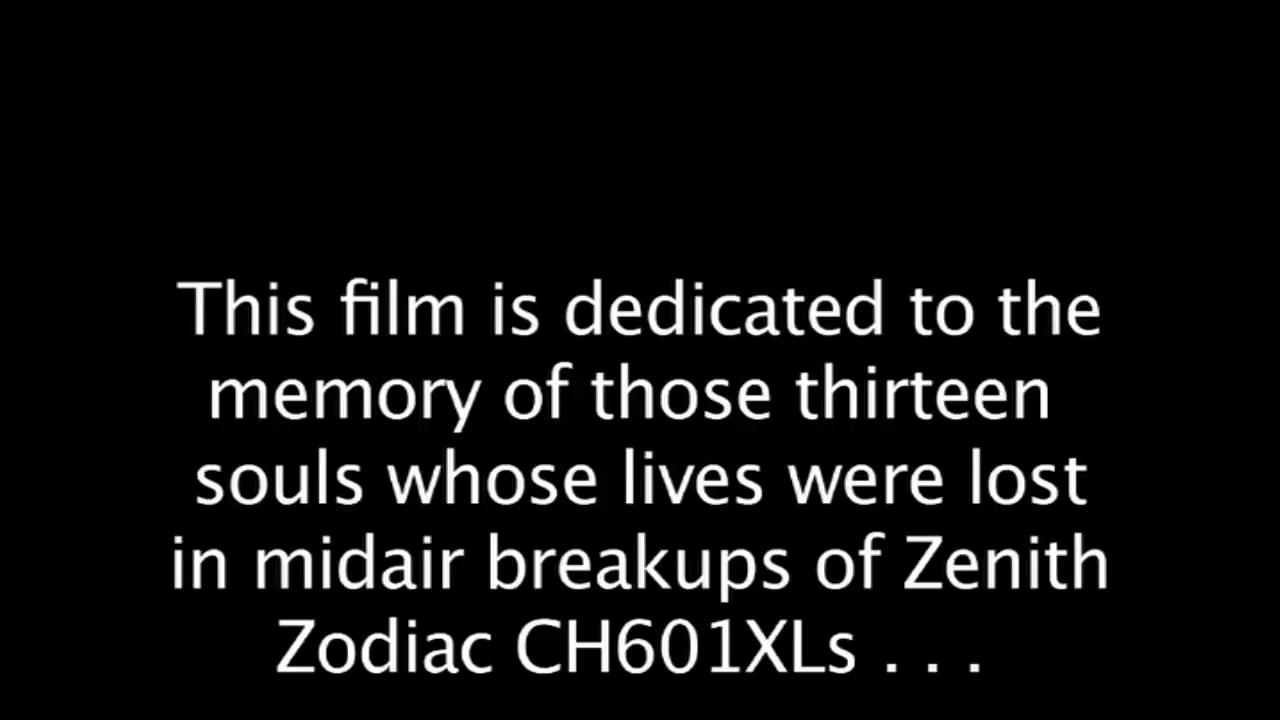 This film is dedicated to the
memory of those thirteen
souls whose lives were lost
in midair breakups of Zenith
Zodiac CH601XLs . . .